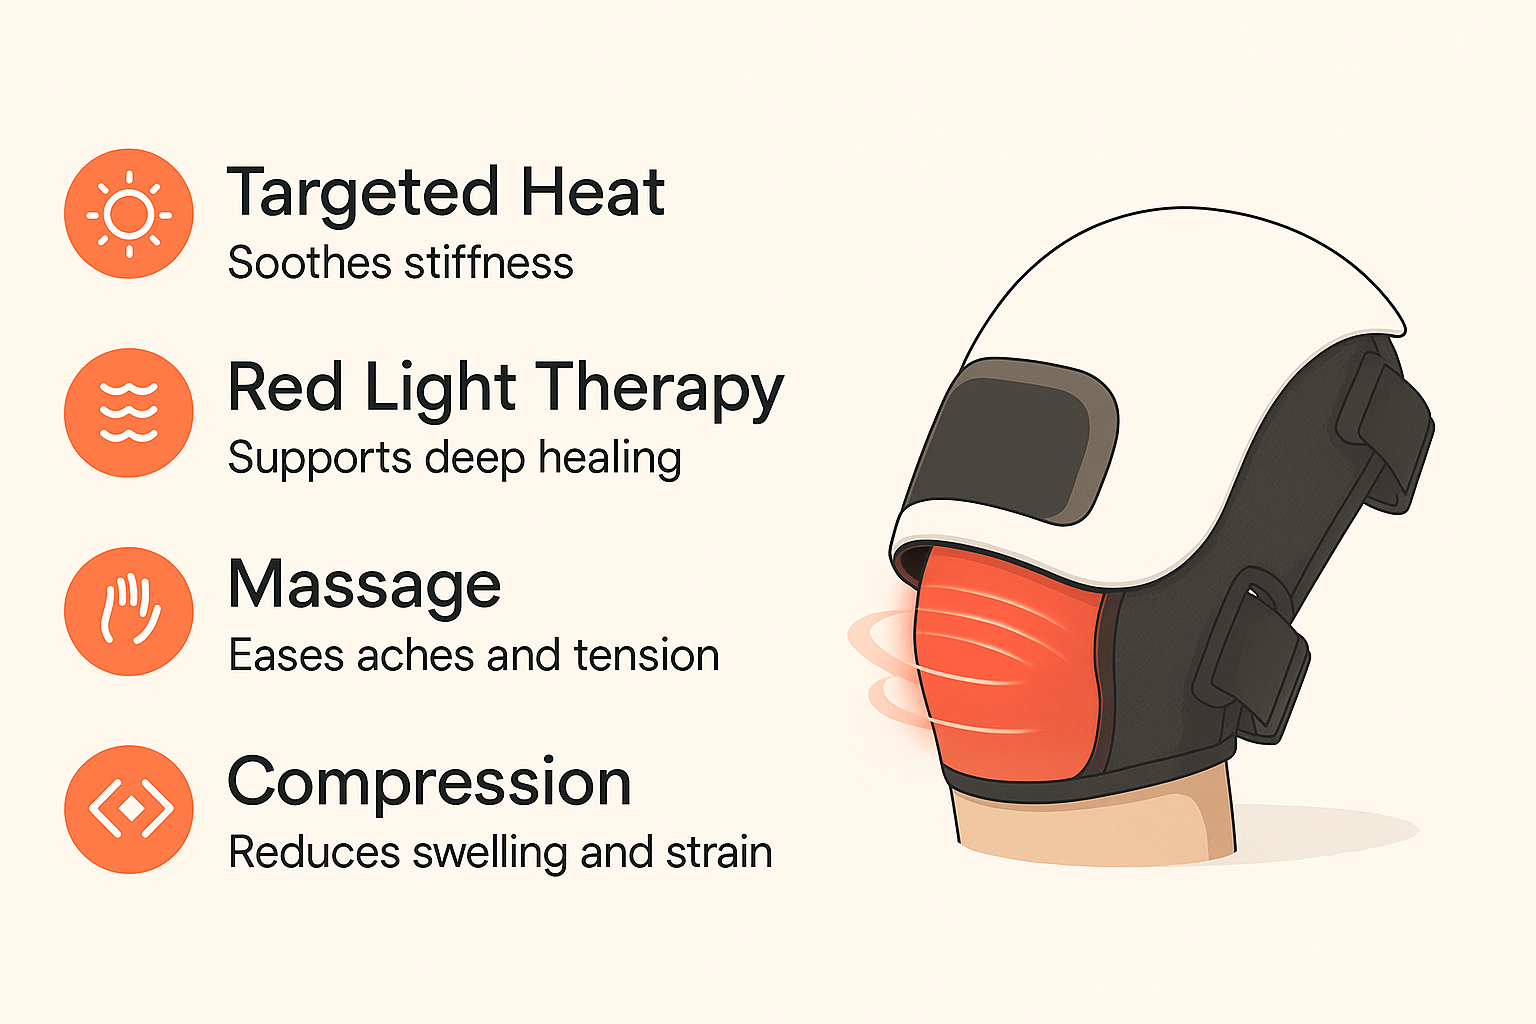 Targeted Heat
Soothes stiffness
Red Light Therapy
Supports deep healing
Massage
Eases aches and tension
Compression
Reduces swelling and strain